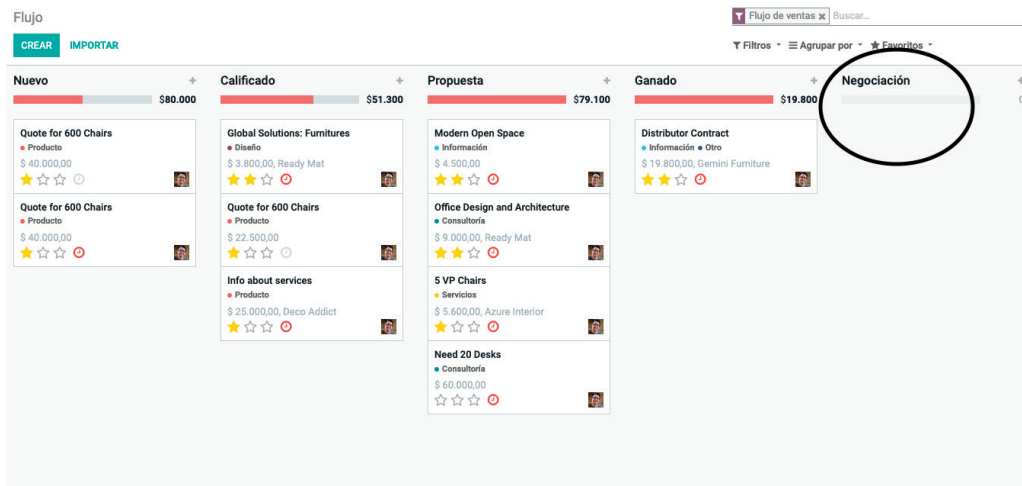 Flujo
Flujo de ventas x Buscar...
CREAR IMPORTAR
Filtros Agrupar por Favoritos
Nuevo +
$80.000
Quote for 600 Chairs
Producto
$ 40.000,00
Quote for 600 Chairs
Producto
$ 40.000,00
Calificado +
$51.300
Global Solutions: Furnitures
Diseño
$ 3.800,00, Ready Mat
Quote for 600 Chairs
Producto
$ 22.500,00
Info about services
Producto
$ 25.000,00, Deco Addict
Propuesta +
$79.100
Modern Open Space
Información
$ 4.500,00
Office Design and Architecture
Consultoría
$ 9.000,00, Ready Mat
5 VP Chairs
Servicios
$ 5.600,00, Azure Interior
Need 20 Desks
Consultoría
$ 60.000,00
Ganado +
$19.800
Distributor Contract
Información Otro
$ 19.800,00, Gemini Furniture
Negociación +